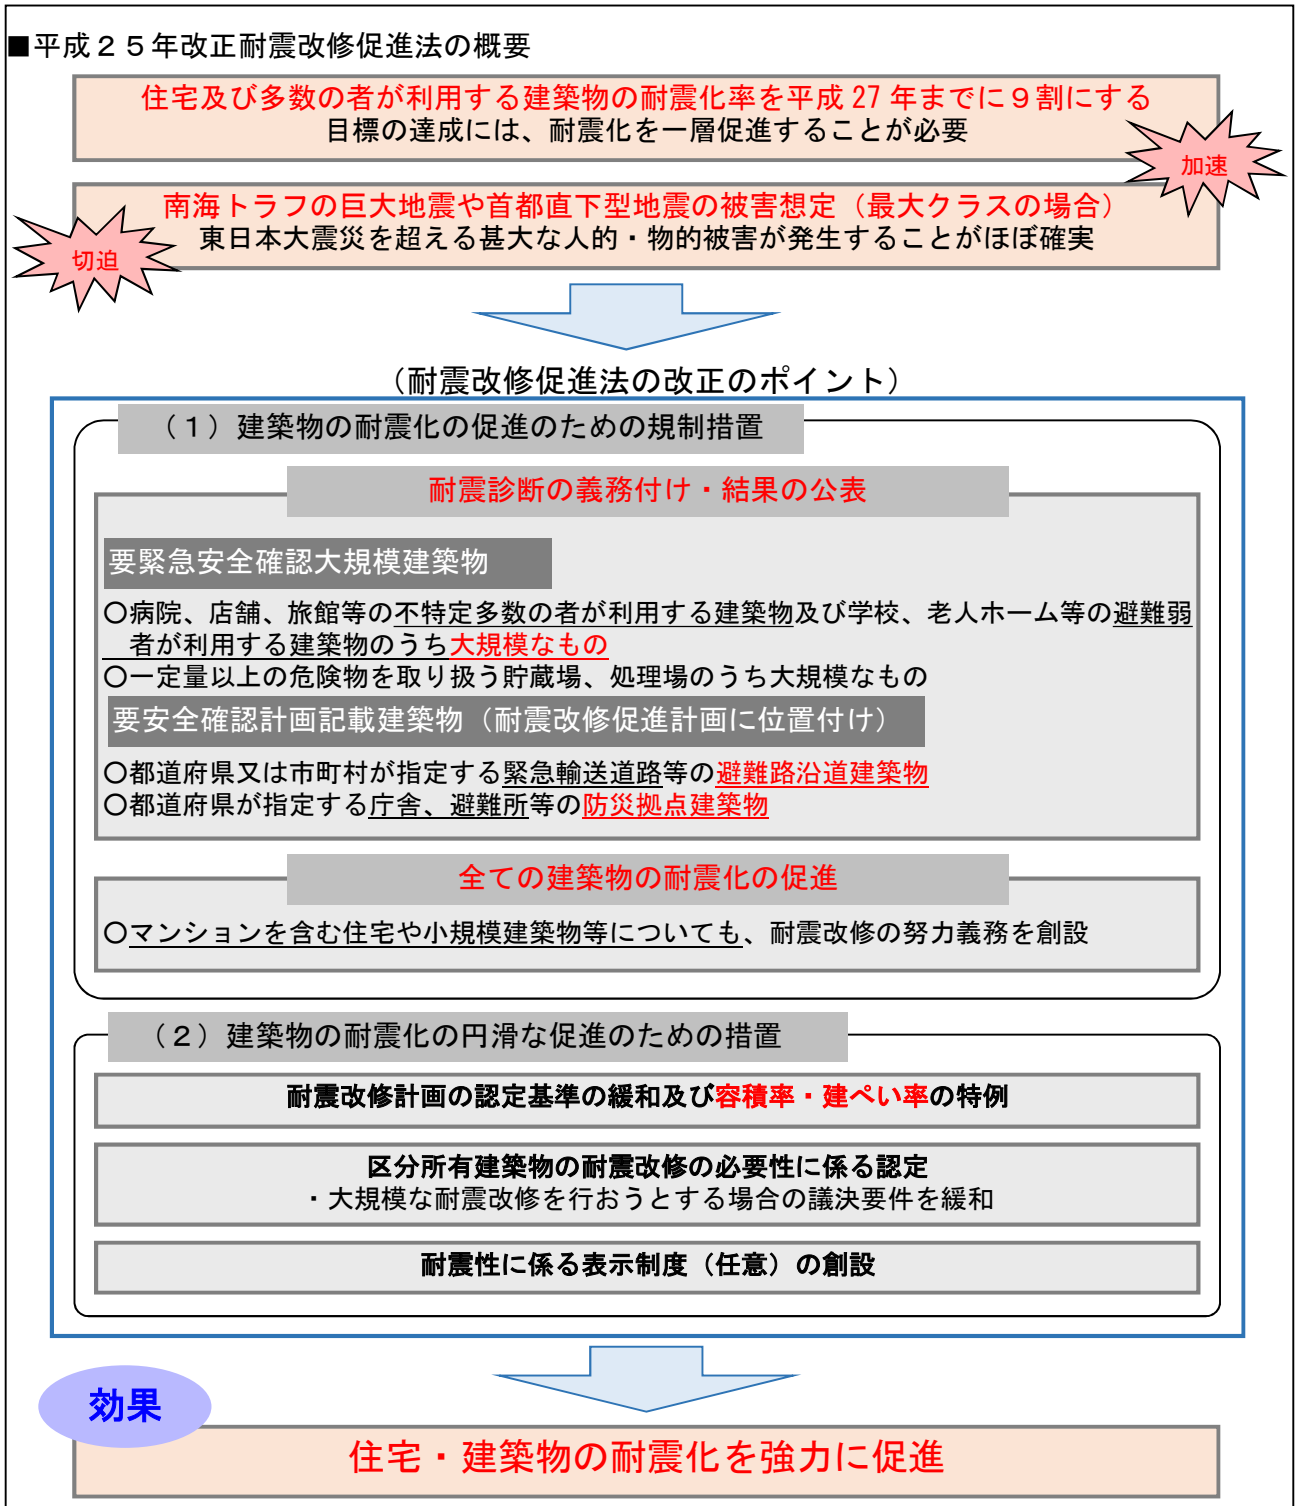 ■平成２５年改正耐震改修促進法の概要
住宅及び多数の者が利用する建築物の耐震化率を平成27年までに９割にする
目標の達成には、耐震化を一層促進することが必要
加速
南海トラフの巨大地震や首都直下型地震の被害想定（最大クラスの場合）
東日本大震災を超える甚大な人的・物的被害が発生することがほぼ確実
切迫
（耐震改修促進法の改正のポイント）
（１）建築物の耐震化の促進のための規制措置
耐震診断の義務付け・結果の公表
要緊急安全確認大規模建築物
○病院、店舗、旅館等の不特定多数の者が利用する建築物及び学校、老人ホーム等の避難弱
者が利用する建築物のうち大規模なもの
○一定量以上の危険物を取り扱う貯蔵場、処理場のうち大規模なもの
要安全確認計画記載建築物（耐震改修促進計画に位置付け）
○都道府県又は市町村が指定する緊急輸送道路等の避難路沿道建築物
○都道府県が指定する庁舎、避難所等の防災拠点建築物
全ての建築物の耐震化の促進
○マンションを含む住宅や小規模建築物等についても、耐震改修の努力義務を創設
（２）建築物の耐震化の円滑な促進のための措置
耐震改修計画の認定基準の緩和及び容積率・建ぺい率の特例
区分所有建築物の耐震改修の必要性に係る認定
・大規模な耐震改修を行おうとする場合の議決要件を緩和
耐震性に係る表示制度（任意）の創設
効果
住宅・建築物の耐震化を強力に促進